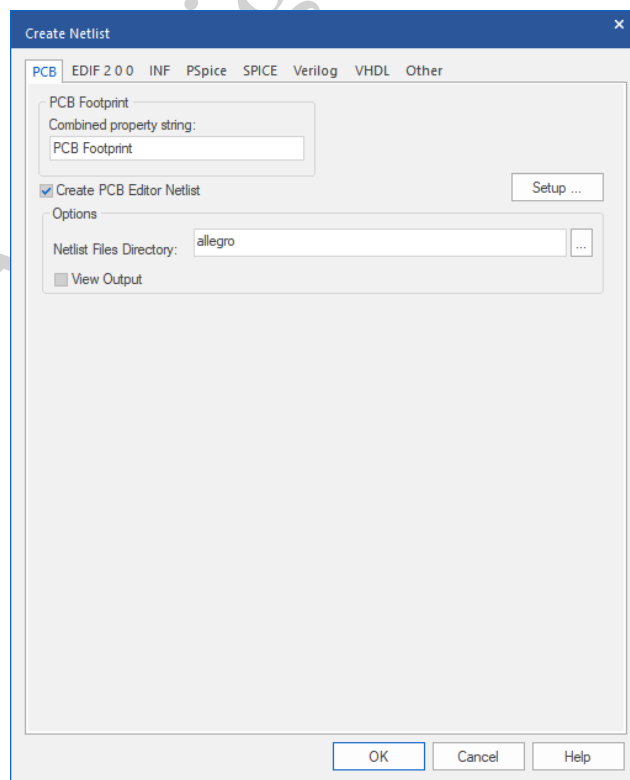 Create Netlist
PCB EDIF 2 0 0 INF PSpice SPICE Verilog VHDL Other
PCB Footprint
Combined property string:
PCB Footprint
Create PCB Editor Netlist
Setup ...
Options
Netlist Files Directory:
allegro
...
View Output
OK Cancel Help